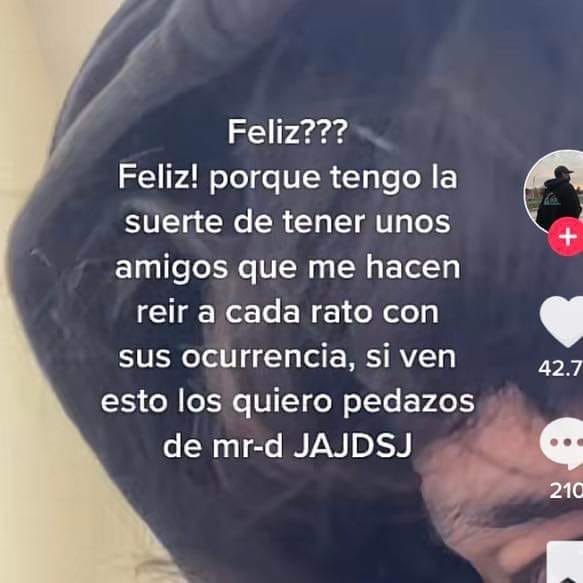 Feliz???
Feliz! porque tengo la
suerte de tener unos
amigos que me hacen
reir a cada rato con
sus ocurrencia, si ven
esto los quiero pedazos
de mr-d JAJDSJ
42.7
210